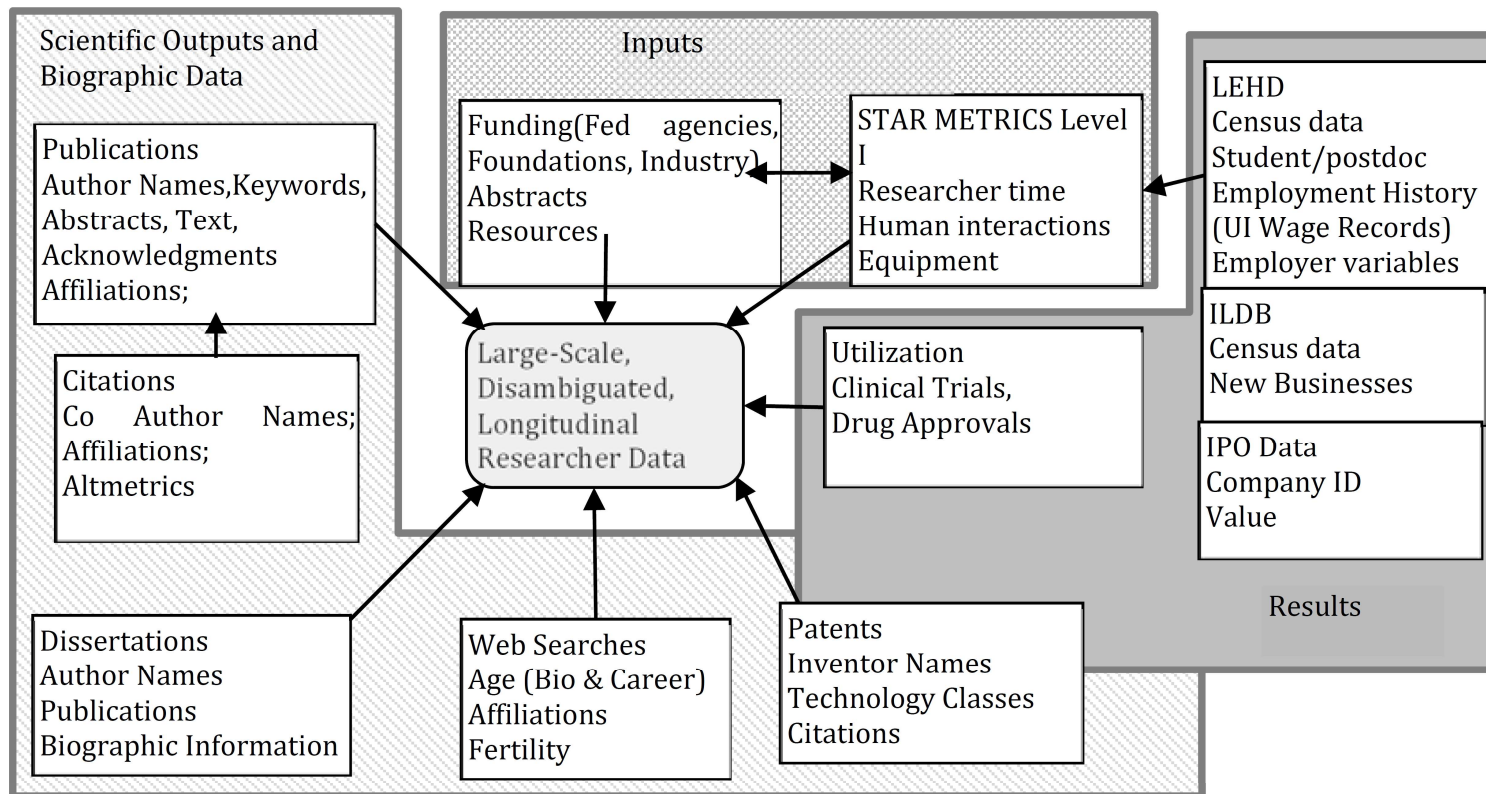 Scientific Outputs and
Biographic Data
Publications
Author Names,Keywords,
Abstracts, Text,
Acknowledgments
Affiliations;
Citations
Co Author Names;
Affiliations;
Altmetrics
Dissertations
Author Names
Publications
Biographic Information
Inputs
Funding(Fed agencies,
Foundations, Industry)
Abstracts
Resources
STAR METRICS Level
I
Researcher time
Human interactions
Equipment
Large-Scale,
Disambiguated,
Longitudinal
Researcher Data
Web Searches
Age (Bio & Career)
Affiliations
Fertility
Utilization
Clinical Trials,
Drug Approvals
Patents
Inventor Names
Technology Classes
Citations
LEHD
Census data
Student/postdoc
Employment History
(UI Wage Records)
Employer variables
ILDB
Census data
New Businesses
IPO Data
Company ID
Value
Results